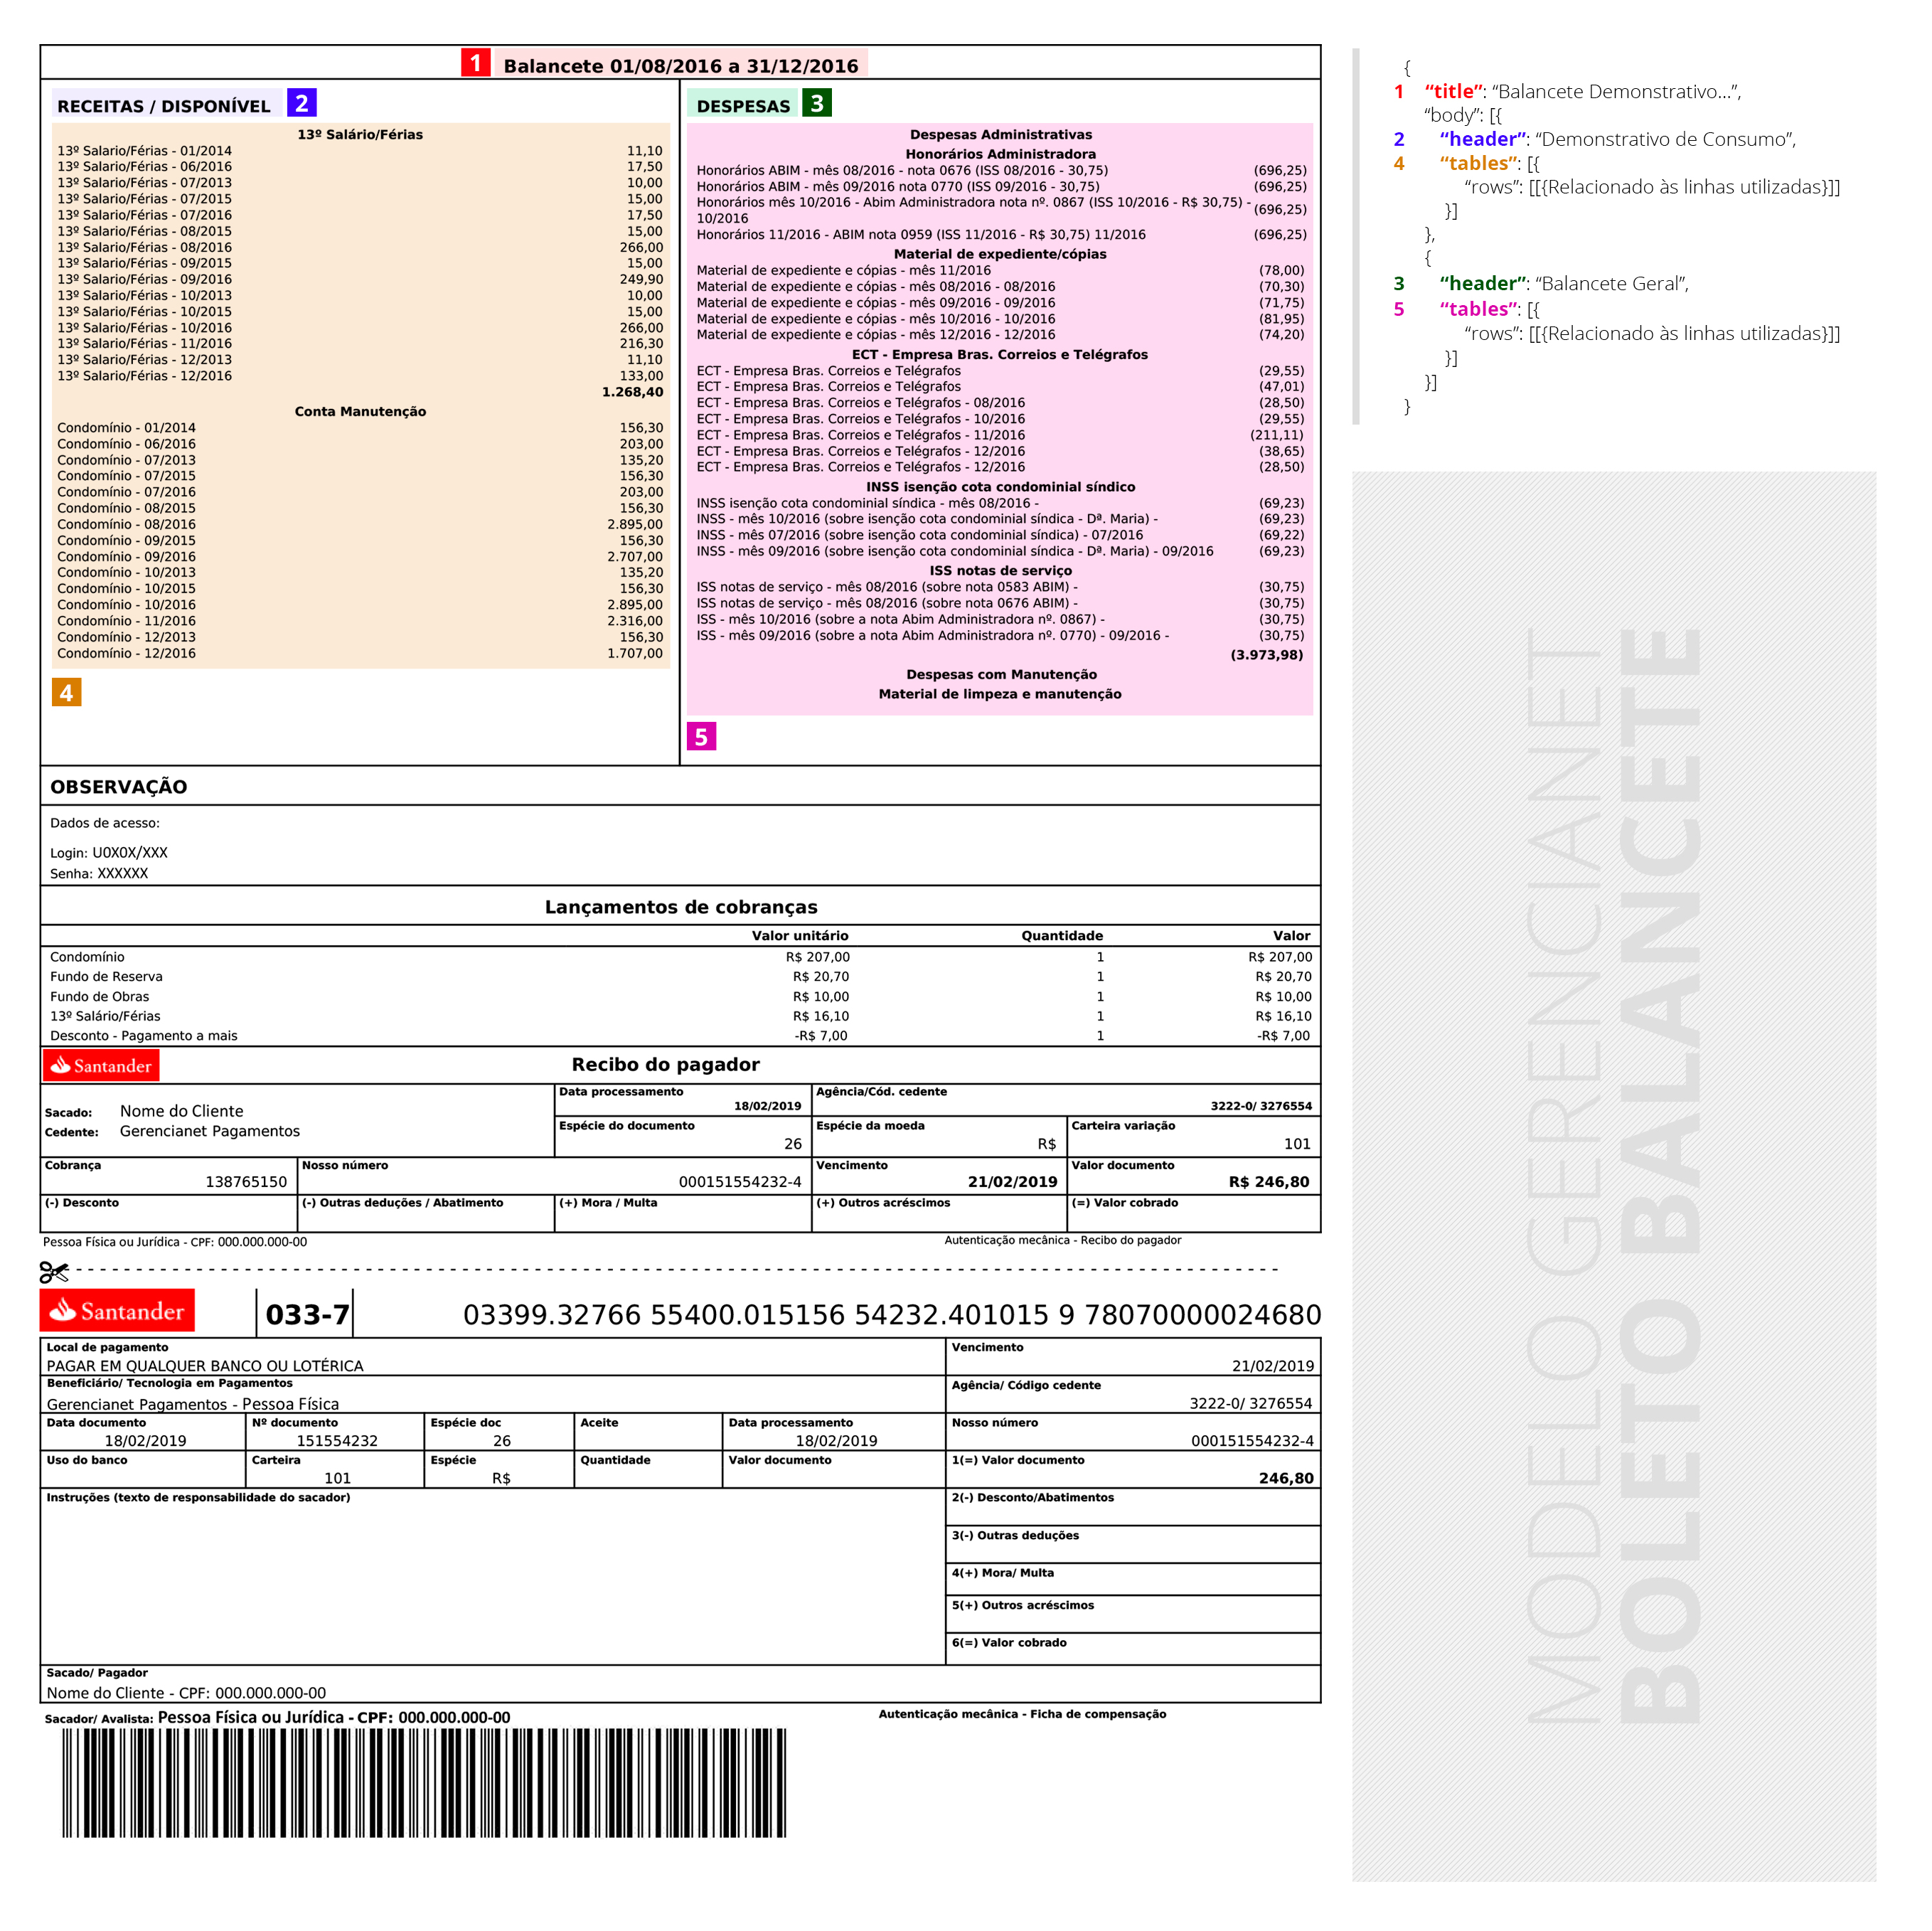 1 Balancete 01/08/2016 a 31/12/2016
RECEITAS / DISPONÍVEL 2
13º Salário/Férias
13º Salario/Férias - 01/2014 11,10
13º Salario/Férias - 06/2016 17,50
13º Salario/Férias - 07/2013 10,00
13º Salario/Férias - 07/2015 15,00
13º Salario/Férias - 07/2016 17,50
13º Salario/Férias - 08/2015 15,00
13º Salario/Férias - 08/2016 266,00
13º Salario/Férias - 09/2015 15,00
13º Salario/Férias - 09/2016 249,90
13º Salario/Férias - 10/2013 10,00
13º Salario/Férias - 10/2015 15,00
13º Salario/Férias - 10/2016 266,00
13º Salario/Férias - 11/2016 216,30
13º Salario/Férias - 12/2013 11,10
13º Salario/Férias - 12/2016 133,00
1.268,40
Conta Manutenção
Condomínio - 01/2014 156,30
Condomínio - 06/2016 203,00
Condomínio - 07/2013 135,20
Condomínio - 07/2015 156,30
Condomínio - 07/2016 203,00
Condomínio - 08/2015 156,30
Condomínio - 08/2016 2.895,00
Condomínio - 09/2015 156,30
Condomínio - 09/2016 2.707,00
Condomínio - 10/2013 135,20
Condomínio - 10/2015 156,30
Condomínio - 10/2016 2.895,00
Condomínio - 11/2016 2.316,00
Condomínio - 12/2013 156,30
Condomínio - 12/2016 1.707,00
4
DESPESAS 3
Despesas Administrativas
Honorários Administradora
Honorários ABIM - mês 08/2016 - nota 0676 (ISS 08/2016 - 30,75) (696,25)
Honorários ABIM - mês 09/2016 nota 0770 (ISS 09/2016 - 30,75) (696,25)
Honorários mês 10/2016 - Abim Administradora nota nº. 0867 (ISS 10/2016 - R$ 30,75) - (696,25)
10/2016
Honorários 11/2016 - ABIM nota 0959 (ISS 11/2016 - R$ 30,75) 11/2016 (696,25)
Material de expediente/cópias
Material de expediente e cópias - mês 11/2016 (78,00)
Material de expediente e cópias - mês 08/2016 - 08/2016 (70,30)
Material de expediente e cópias - mês 09/2016 - 09/2016 (71,75)
Material de expediente e cópias - mês 10/2016 - 10/2016 (81,95)
Material de expediente e cópias - mês 12/2016 - 12/2016 (74,20)
ECT - Empresa Bras. Correios e Telégrafos
ECT - Empresa Bras. Correios e Telégrafos (29,55)
ECT - Empresa Bras. Correios e Telégrafos (47,01)
ECT - Empresa Bras. Correios e Telégrafos - 08/2016 (28,50)
ECT - Empresa Bras. Correios e Telégrafos - 10/2016 (29,55)
ECT - Empresa Bras. Correios e Telégrafos - 11/2016 (211,11)
ECT - Empresa Bras. Correios e Telégrafos - 12/2016 (38,65)
ECT - Empresa Bras. Correios e Telégrafos - 12/2016 (28,50)
INSS isenção cota condominial síndico
INSS isenção cota condominial síndica - mês 08/2016 - (69,23)
INSS - mês 10/2016 (sobre isenção cota condominial síndica - Dª. Maria) - (69,23)
INSS - mês 07/2016 (sobre isenção cota condominial síndica) - 07/2016 (69,22)
INSS - mês 09/2016 (sobre isenção cota condominial síndica - Dª. Maria) - 09/2016 (69,23)
ISS notas de serviço
ISS notas de serviço - mês 08/2016 (sobre nota 0583 ABIM) - (30,75)
ISS notas de serviço - mês 08/2016 (sobre nota 0676 ABIM) - (30,75)
ISS - mês 10/2016 (sobre a nota Abim Administradora nº. 0867) - (30,75)
ISS - mês 09/2016 (sobre a nota Abim Administradora nº. 0770) - 09/2016 - (30,75)
(3.973,98)
Despesas com Manutenção
Material de limpeza e manutenção
5
OBSERVAÇÃO
Dados de acesso:
Login: U0X0X/XXX
Senha: XXXXXX
Lançamentos de cobranças
Valor unitário Quantidade Valor
Condomínio R$ 207,00 1 R$ 207,00
Fundo de Reserva R$ 20,70 1 R$ 20,70
Fundo de Obras R$ 10,00 1 R$ 10,00
13º Salário/Férias R$ 16,10 1 R$ 16,10
Desconto - Pagamento a mais -R$ 7,00 1 -R$ 7,00
Santander Recibo do pagador
Sacado: Nome do Cliente
Cedente: Gerencianet Pagamentos
Data processamento Agência/Cód. cedente
18/02/2019 3222-0/ 3276554
Espécie do documento Espécie da moeda Carteira variação
26 R$ 101
Cobrança Nosso número Vencimento Valor documento
138765150 000151554232-4 21/02/2019 R$ 246,80
(-) Desconto (-) Outras deduções / Abatimento (+) Mora / Multa (+) Outros acréscimos (=) Valor cobrado
Pessoa Física ou Jurídica - CPF: 000.000.000-00 Autenticação mecânica - Recibo do pagador
Santander 033-7 03399.32766 55400.015156 54232.401015 9 78070000024680
Local de pagamento Vencimento
PAGAR EM QUALQUER BANCO OU LOTÉRICA 21/02/2019
Beneficiário/ Tecnologia em Pagamentos Agência/ Código cedente
Gerencianet Pagamentos - Pessoa Física 3222-0/ 3276554
Data documento Nº documento Espécie doc Aceite Data processamento Nosso número
18/02/2019 151554232 26 18/02/2019 000151554232-4
Uso do banco Carteira Espécie Quantidade Valor documento 1(=) Valor documento
101 R$ 246,80
Instruções (texto de responsabilidade do sacador) 2(-) Desconto/Abatimentos
3(-) Outras deduções
4(+) Mora/ Multa
5(+) Outros acréscimos
6(=) Valor cobrado
Sacado/ Pagador
Nome do Cliente - CPF: 000.000.000-00
Sacador/ Avalista: Pessoa Física ou Jurídica - CPF: 000.000.000-00 Autenticação mecânica - Ficha de compensação
{
1 “title”: “Balancete Demonstrativo...”,
“body”: [{
2 “header”: “Demonstrativo de Consumo”,
4 “tables”: [{
“rows”: [[{Relacionado às linhas utilizadas}]]
}]
},
{
3 “header”: “Balancete Geral”,
5 “tables”: [{
“rows”: [[{Relacionado às linhas utilizadas}]]
}]
}]
}
MODELO GERENCIANET
BOLETO BALANCETE